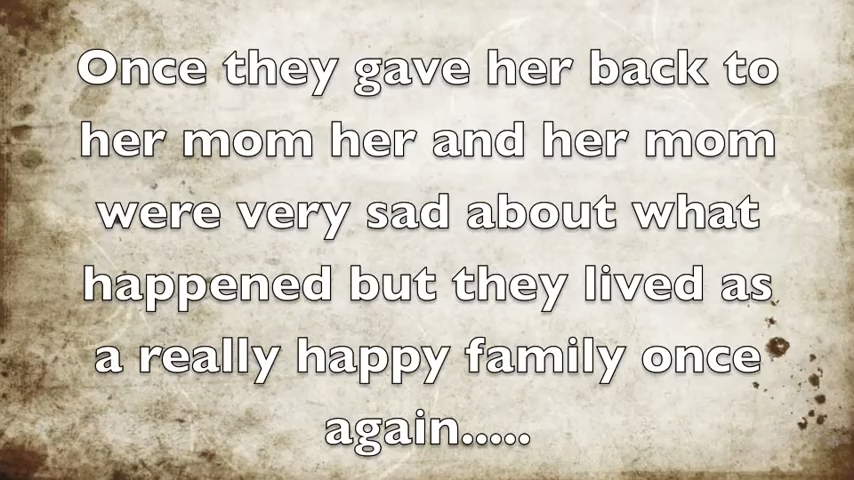 Once they gave her back to
her mom her and her mom
were very sad about what
happened but they lived as
a really happy family once
again.....